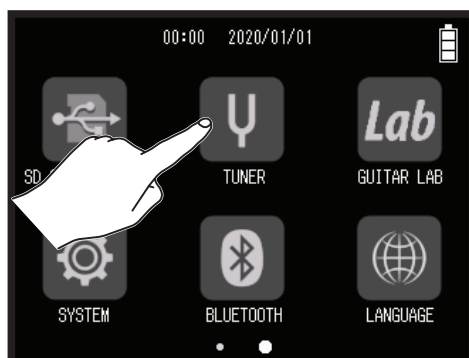 00:00 2020/01/01
Lab
SD
TUNER
GUITAR LAB
SYSTEM
BLUETOOTH
LANGUAGE